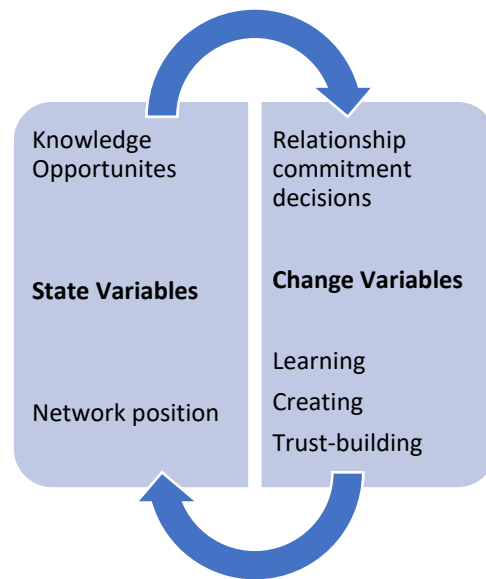 Knowledge
Opportunites
State Variables
Network position
Relationship
commitment
decisions
Change Variables
Learning
Creating
Trust-building